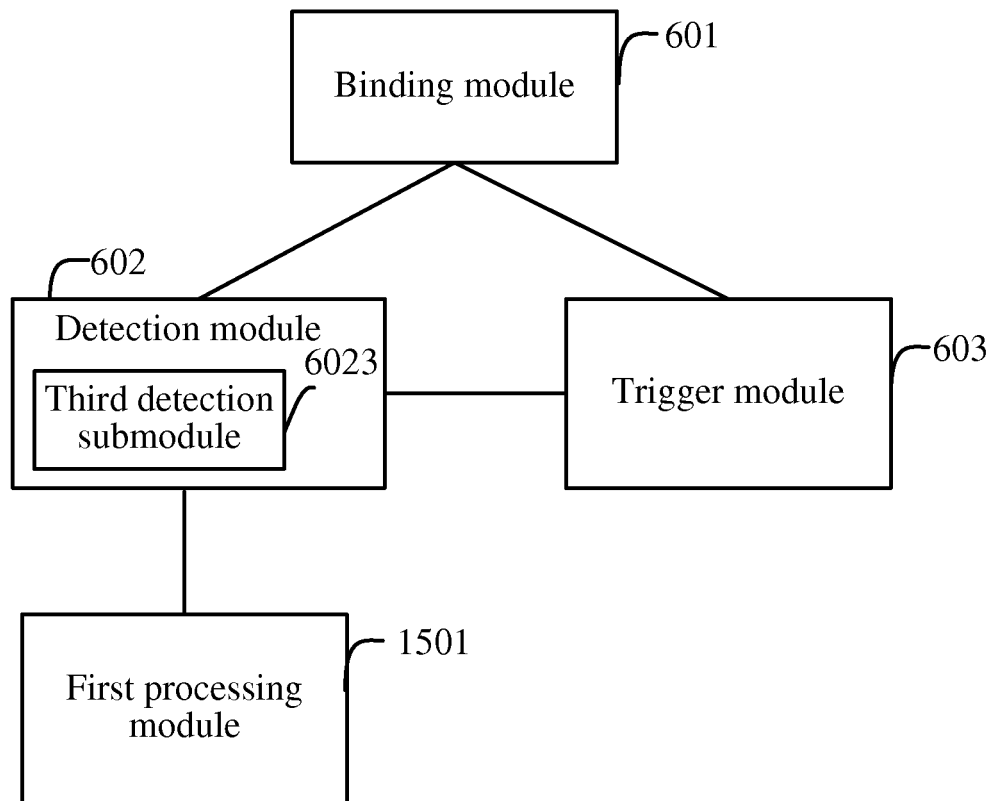 601
Binding module
602
Detection module
6023
Third detection
submodule
603
Trigger module
1501
First processing
module